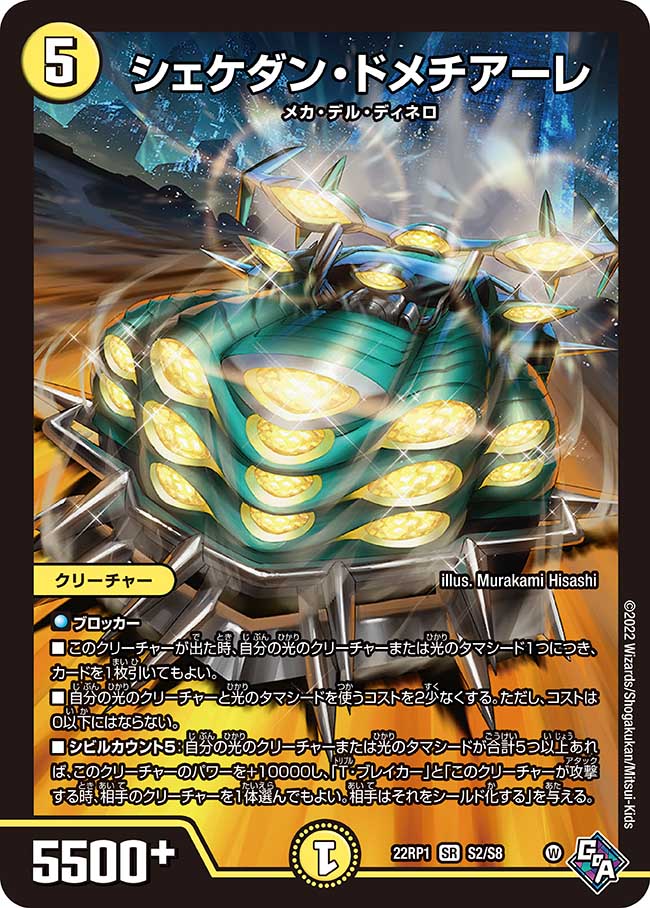 5
シェケダン・ドメチアーレ
メカ・デル・ディネロ
クリーチャー
illus. Murakami Hisashi
ブロッカー
■このクリーチャーが出た時、自分の光のクリーチャーまたは光のタマシード1つにつき、
カードを1枚引いてもよい。
■自分の光のクリーチャーと光のタマシードを使うコストを2少なくする。ただし、コストは
0以下にはならない。
■シビルカウント5:自分の光のクリーチャーまたは光のタマシードが合計5つ以上あれ
ば、このクリーチャーのパワーを+10000し、「T・ブレイカー」と「このクリーチャーが攻撃
する時、相手のクリーチャーを1体選んでもよい。相手はそれをシールド化する」を与える。
©2022 Wizards/Shogakukan/Mitsui-Kids
5500+
1
22RP1 SR S2/S8
W